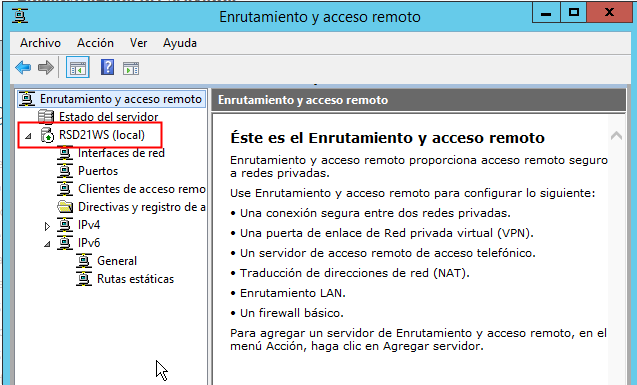 Enrutamiento y acceso remoto
Archivo Acción Ver Ayuda
Enrutamiento y acceso remoto
Estado del servidor
RSD21WS (local)
Interfaces de red
Puertos
Clientes de acceso remo
Directivas y registro de a
IPv4
IPv6
General
Rutas estáticas
Enrutamiento y acceso remoto
Éste es el Enrutamiento y acceso remoto
Enrutamiento y acceso remoto proporciona acceso remoto seguro
a redes privadas.
Use Enrutamiento y acceso remoto para configurar lo siguiente:
• Una conexión segura entre dos redes privadas.
• Una puerta de enlace de Red privada virtual (VPN).
• Un servidor de acceso remoto de acceso telefónico.
• Traducción de direcciones de red (NAT).
• Enrutamiento LAN.
• Un firewall básico.
Para agregar un servidor de Enrutamiento y acceso remoto, en el
menú Acción, haga clic en Agregar servidor.